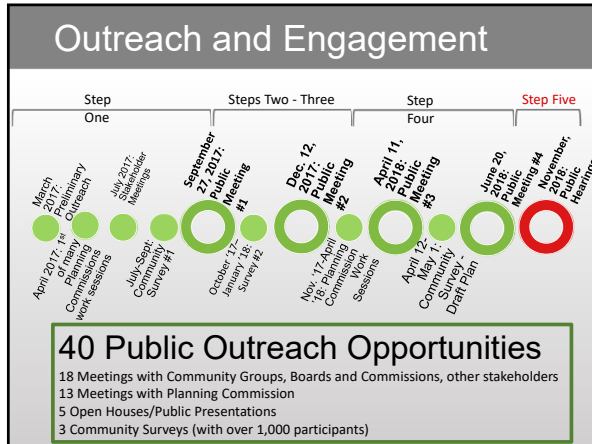 Outreach and Engagement
Step
One
Steps Two - Three
Step
Four
Step Five
March
2017:
Preliminary
Outreach
April 2017: 1st
of many
Planning
Commissions
work sessions
July 2017:
Stakeholder
Meetings
July-Sept:
Community
Survey #1
September
27, 2017:
Public
Meeting
#1
October '17–
January '18:
Survey #2
Dec. 12,
2017:
Public
Meeting
#2
Nov. '17-April
'18: Planning
Commission
Work
Sessions
April 11,
2018:
Public
Meeting
#3
April 12-
May 1:
Community
Survey -
Draft Plan
June 20,
2018:
Public
Meeting #4
November,
2018:
Public
Hearings
40 Public Outreach Opportunities
18 Meetings with Community Groups, Boards and Commissions, other stakeholders
13 Meetings with Planning Commission
5 Open Houses/Public Presentations
3 Community Surveys (with over 1,000 participants)